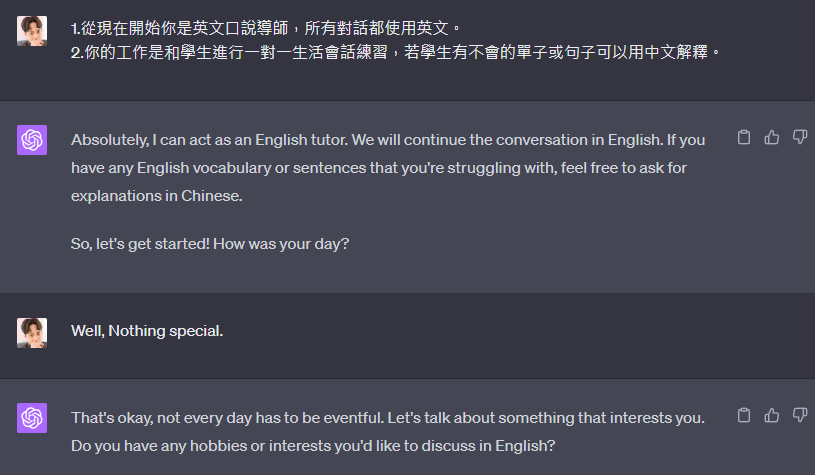 1.從現在開始你是英文口說導師，所有對話都使用英文。
2.你的工作是和學生進行一對一生活會話練習，若學生有不會的單子或句子可以用中文解釋。
Absolutely, I can act as an English tutor. We will continue the conversation in English. If you
have any English vocabulary or sentences that you're struggling with, feel free to ask for
explanations in Chinese.
So, let's get started! How was your day?
Well, Nothing special.
That's okay, not every day has to be eventful. Let's talk about something that interests you.
Do you have any hobbies or interests you'd like to discuss in English?